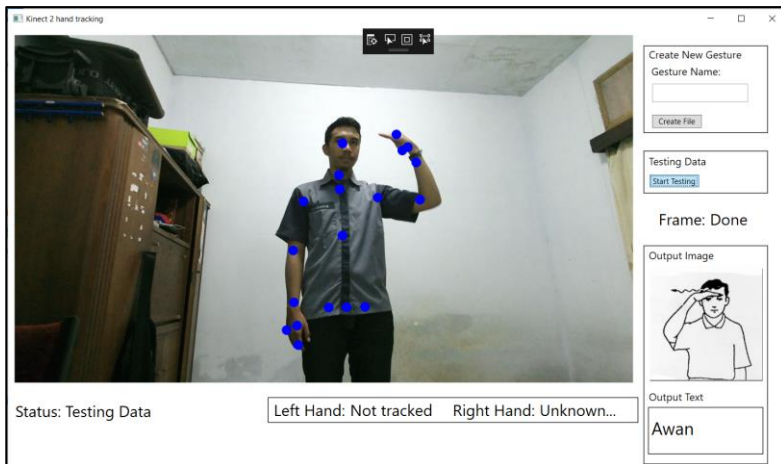 Kinect 2 hand tracking
Create New Gesture
Gesture Name:
Create File
Testing Data
Start Testing
Frame: Done
Output Image
Output Text
Awan
Status: Testing Data
Left Hand: Not tracked Right Hand: Unknown...